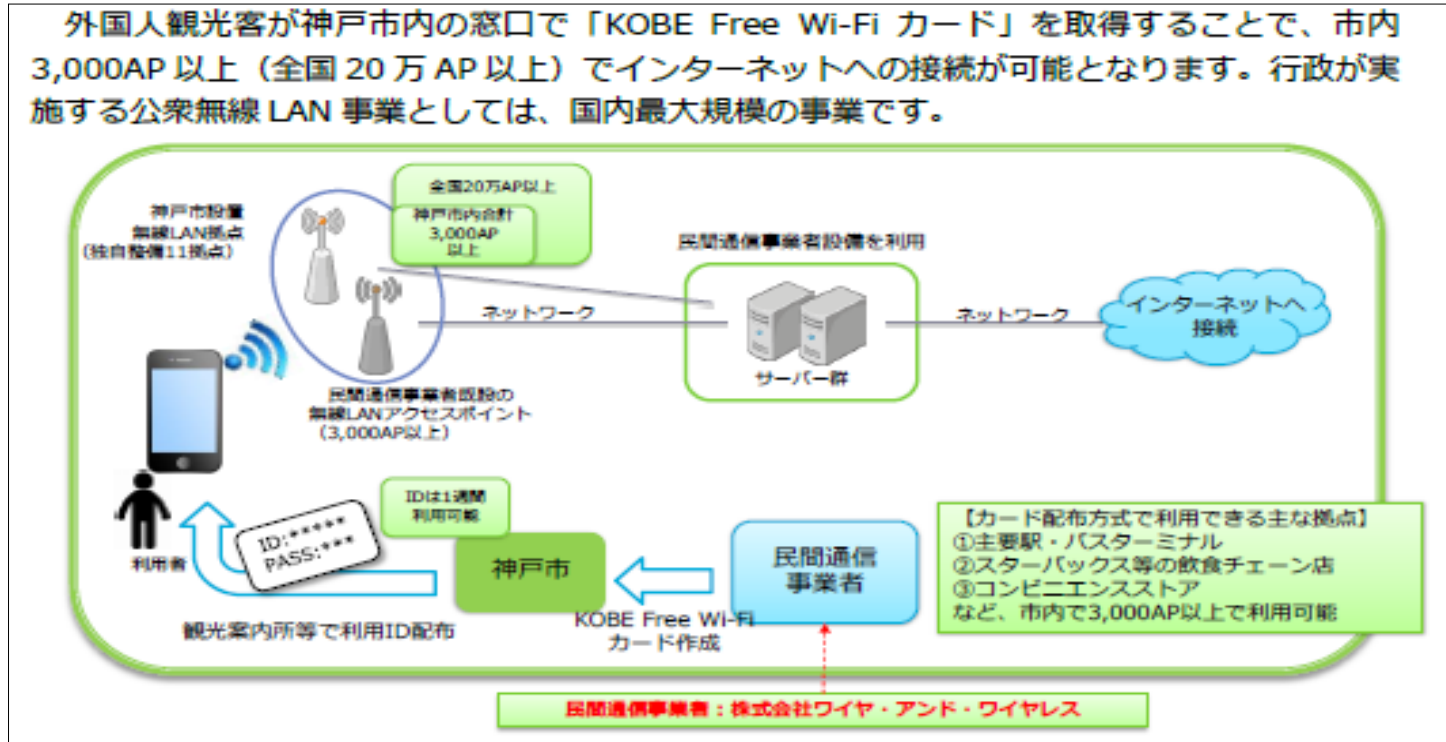 外国人観光客が神戸市内の窓口で「KOBE Free Wi-Fi カード」を取得することで、市内
3,000AP 以上（全国 20 万 AP 以上）でインターネットへの接続が可能となります。行政が実
施する公衆無線 LAN 事業としては、国内最大規模の事業です。
全国20万AP以上
神戸市内合計
3,000AP
以上
神戸市設置
無線LAN拠点
（独自整備11拠点）
民間通信事業者設備を利用
ネットワーク
サーバー群
ネットワーク
インターネットへ
接続
民間通信事業者既設の
無線LANアクセスポイント
（3,000AP以上）
利用者
ID:*****
PASS:***
IDは1週間
利用可能
神戸市
観光案内所等で利用ID配布
KOBE Free Wi-Fi
カード作成
民間通信
事業者
【カード配布方式で利用できる主な拠点】
①主要駅・バスターミナル
②スターバックス等の飲食チェーン店
③コンビニエンスストア
など、市内で3,000AP以上で利用可能
民間通信事業者：株式会社ワイヤ・アンド・ワイヤレス